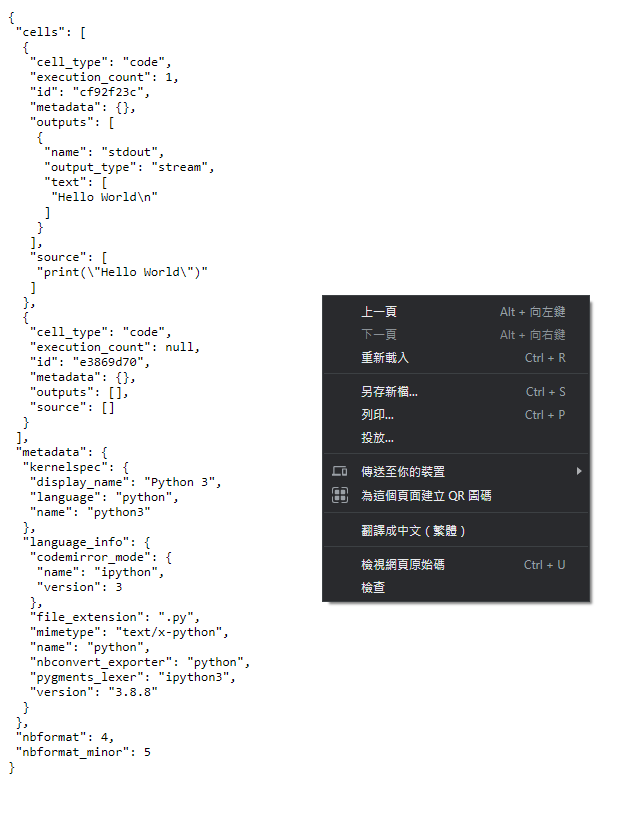 {
 "cells": [
  {
   "cell_type": "code",
   "execution_count": 1,
   "id": "cf92f23c",
   "metadata": {},
   "outputs": [
    {
     "name": "stdout",
     "output_type": "stream",
     "text": [
      "Hello World\n"
     ]
    }
   ],
   "source": [
    "print(\"Hello World\")"
   ]
  },
  {
   "cell_type": "code",
   "execution_count": null,
   "id": "e3869d70",
   "metadata": {},
   "outputs": [],
   "source": []
  }
 ],
 "metadata": {
  "kernelspec": {
   "display_name": "Python 3",
   "language": "python",
   "name": "python3"
  },
  "language_info": {
   "codemirror_mode": {
    "name": "ipython",
    "version": 3
   },
   "file_extension": ".py",
   "mimetype": "text/x-python",
   "name": "python",
   "nbconvert_exporter": "python",
   "pygments_lexer": "ipython3",
   "version": "3.8.8"
  }
 },
 "nbformat": 4,
 "nbformat_minor": 5
}
上一頁 Alt + 向左鍵
下一頁 Alt + 向右鍵
重新載入 Ctrl + R
另存新檔... Ctrl + S
列印... Ctrl + P
投放...
傳送至你的裝置
為這個頁面建立 QR 圖碼
翻譯成中文 ( 繁體 )
檢視網頁原始碼 Ctrl + U
檢查